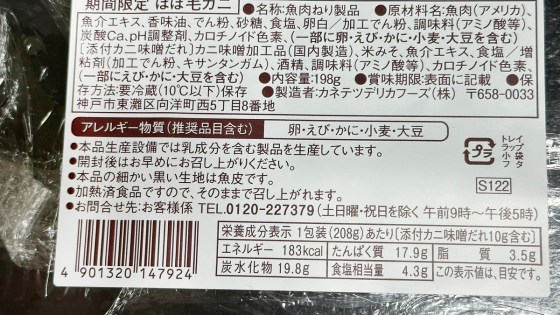 期間限定 ほぼ毛ガニ
●名称/魚肉ねり製品 ●原材料名/魚肉(アメリカ)、
魚介エキス、香味油、でん粉、砂糖、食塩、卵白/加工でん粉、調味料(アミノ酸等)、
炭酸Ca、pH調整剤、カロチノイド色素、(一部に卵・えび・かに・小麦・大豆を含む)
[添付カニ味噌だれ]カニ味噌加工品(国内製造)、米みそ、魚介エキス、食塩/増
粘剤(加工でん粉、キサンタンガム)、酒精、調味料(アミノ酸等)、カロチノイド色素、
(一部にえび・かに・大豆を含む) ●内容量/198g ●賞味期限/表面に記載 ●保
存方法/要冷蔵(10℃以下)保存 ●製造者/カネテツデリカフーズ(株) 〒658-0033
神戸市東灘区向洋町西5丁目8番地
アレルギー物質(推奨品目含む) 卵・えび・かに・小麦・大豆
●本品生産設備では乳成分を含む製品を生産しています。
●開封後はお早めにお召し上がりください。
●本品の細かい黒い生地は魚皮です。
●加熱済食品ですので、そのままで召し上がれます。
プラ
トレイ
ラップ
小袋
フタ
S122
●お問合せ先:お客様係 TEL.0120-227379(土日曜・祝日を除く 午前9時〜午後5時)
栄養成分表示 1包装(208g)あたり[添付カニ味噌だれ10g含む]
エネルギー 183kcal たんぱく質 17.9g 脂質 3.5g
炭水化物 19.8g 食塩相当量 4.3g この表示値は、目安です。
4 901320 147924